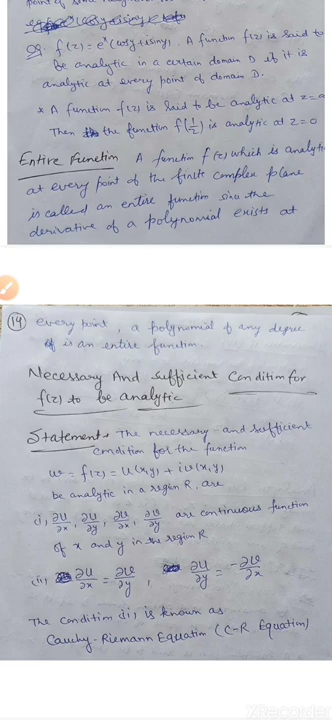 eg. f(z) = e^x (cosy + isiny). A function f(z) is said to
be analytic in a certain domain D if it is
analytic at every point of domain D.
* A function f(z) is said to be analytic at z = ∞
Then the function f(1/z) is analytic at z = 0
Entire Function A function f(z) which is analytic
at every point of the finite complex plane
is called an entire function since the
derivative of a polynomial exists at
(14) every point, a polynomial of any degree
is an entire function.
Necessary And Sufficient Condition for
f(z) to be analytic
Statement → The necessary and sufficient
condition for the function
w = f(z) = u(x,y) + iv(x,y)
be analytic in a region R, are
(i) ∂u/∂x, ∂u/∂y, ∂v/∂x, ∂v/∂y are continuous function
of x and y in the region R
(ii) ∂u/∂x = ∂v/∂y, ∂u/∂y = -∂v/∂x
The condition (ii) is known as
Cauchy-Riemann Equation (C-R Equation)
XRecorder